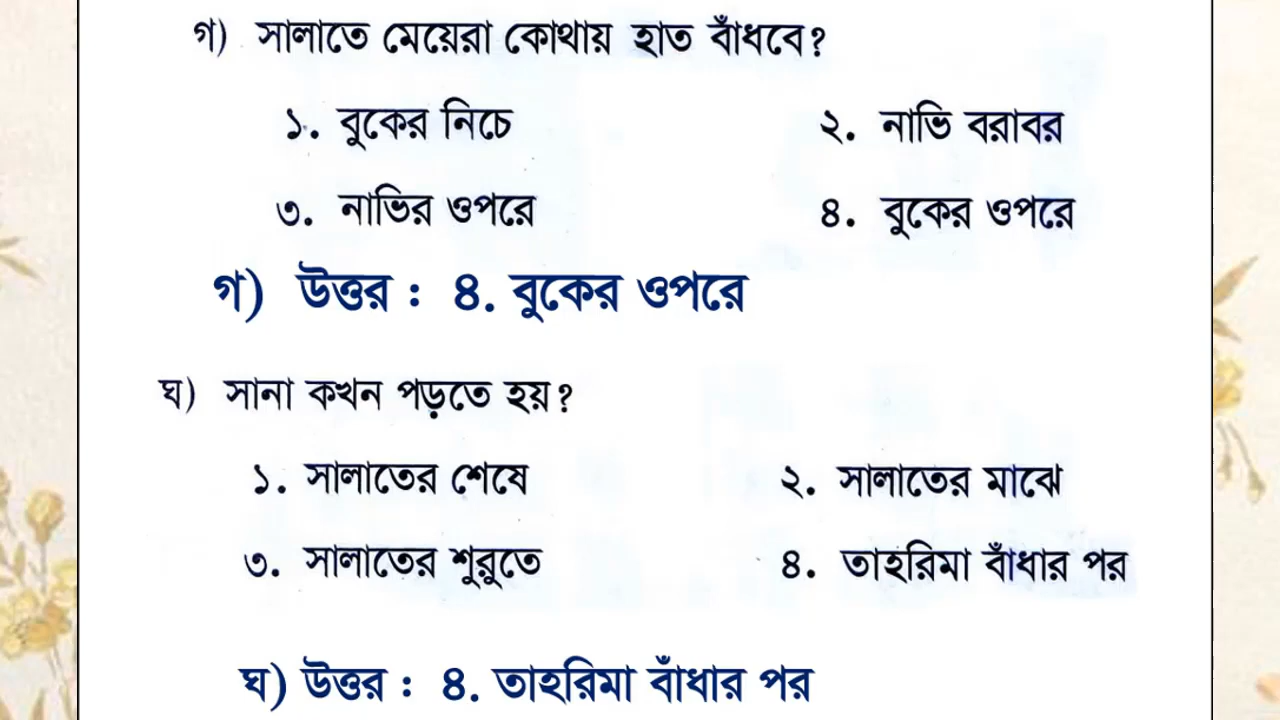 গ) সালাতে মেয়েরা কোথায় হাত বাঁধবে?
১. বুকের নিচে ২. নাভি বরাবর
৩. নাভির ওপরে ৪. বুকের ওপরে
গ) উত্তর : ৪. বুকের ওপরে
ঘ) সানা কখন পড়তে হয়?
১. সালাতের শেষে ২. সালাতের মাঝে
৩. সালাতের শুরুতে ৪. তাহরিমা বাঁধার পর
ঘ) উত্তর : ৪. তাহরিমা বাঁধার পর